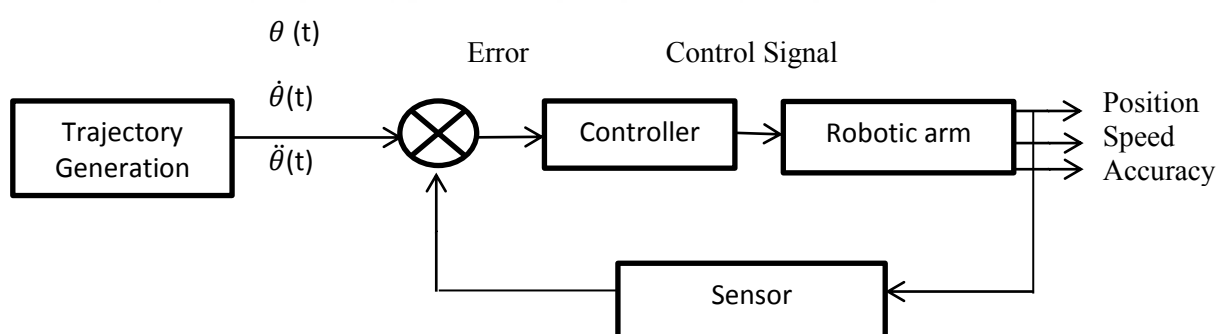 θ (t)
Error
Control Signal
θ̇(t)
Trajectory
Generation
θ̈(t)
Controller
Robotic arm
Position
Speed
Accuracy
Sensor